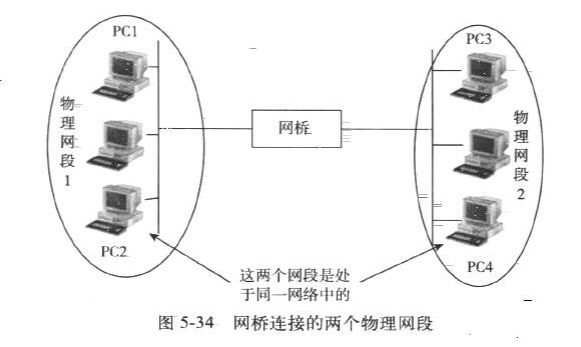 PC1
物理网段1
PC2
网桥
PC3
物理网段2
PC4
这两个网段是处
于同一网络中的
图 5-34 网桥连接的两个物理网段